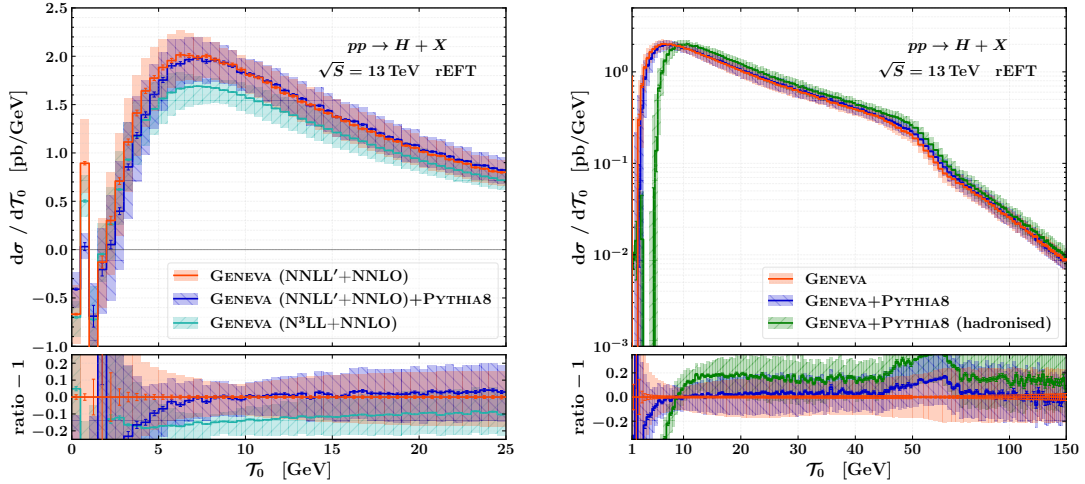 2.5
2.0
1.5
1.0
0.5
0.0
−0.5
−1.0
dσ / d𝒯₀ [pb/GeV]
pp → H + X
√S = 13 TeV rEFT
GENEVA (NNLL′+NNLO)
GENEVA (NNLL′+NNLO)+PYTHIA8
GENEVA (N³LL+NNLO)
0.2
0.1
0.0
−0.1
−0.2
ratio − 1
0 5 10 15 20 25
𝒯₀ [GeV]
10⁰
10⁻¹
10⁻²
10⁻³
dσ / d𝒯₀ [pb/GeV]
pp → H + X
√S = 13 TeV rEFT
GENEVA
GENEVA+PYTHIA8
GENEVA+PYTHIA8 (hadronised)
0.2
0.0
−0.2
ratio − 1
1 10 20 30 40 50 100 150
𝒯₀ [GeV]